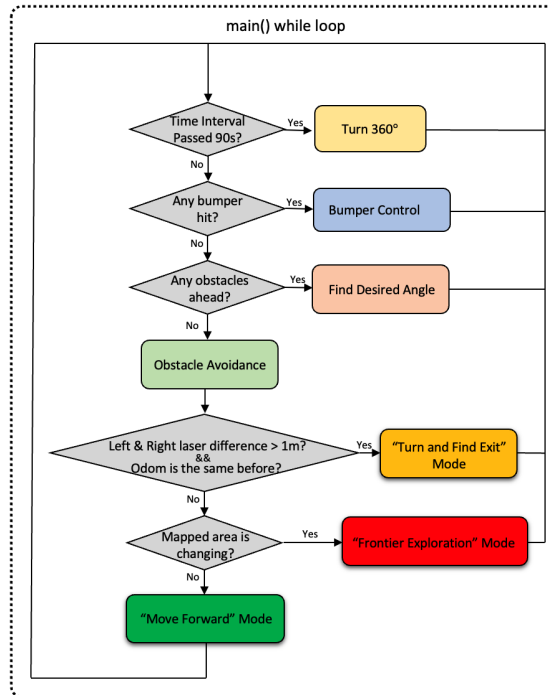 main() while loop
Time Interval
Passed 90s?
Yes
Turn 360°
No
Any bumper
hit?
Yes
Bumper Control
No
Any obstacles
ahead?
Yes
Find Desired Angle
No
Obstacle Avoidance
Left & Right laser difference > 1m?
&&
Odom is the same before?
Yes
“Turn and Find Exit”
Mode
No
Mapped area is
changing?
Yes
“Frontier Exploration” Mode
No
“Move Forward” Mode